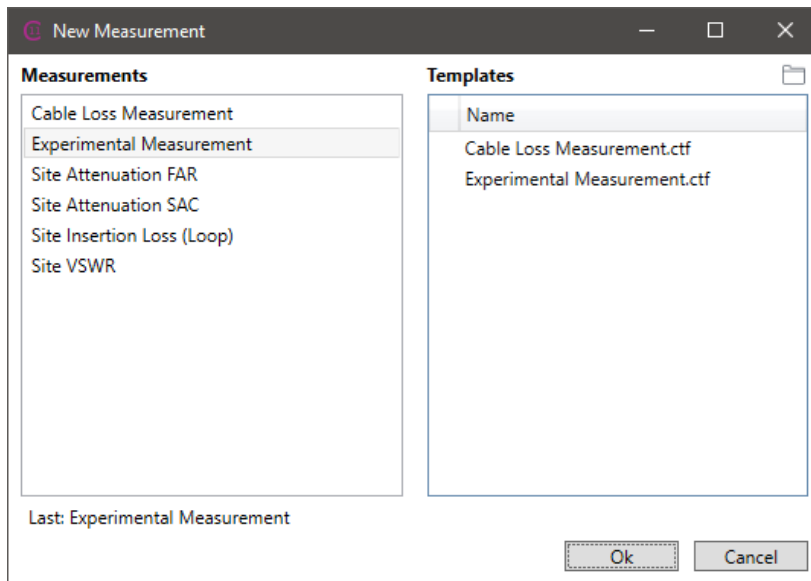 New Measurement
Measurements
Cable Loss Measurement
Experimental Measurement
Site Attenuation FAR
Site Attenuation SAC
Site Insertion Loss (Loop)
Site VSWR
Templates
Name
Cable Loss Measurement.ctf
Experimental Measurement.ctf
Last: Experimental Measurement
Ok
Cancel